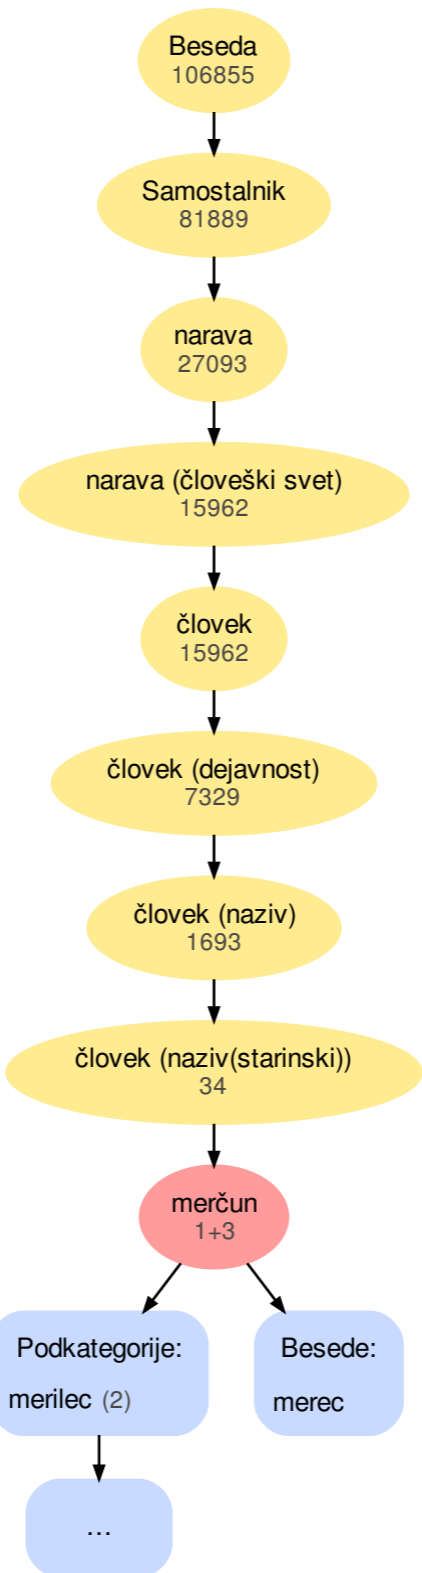 Beseda
106855
Samostalnik
81889
narava
27093
narava (človeški svet)
15962
človek
15962
človek (dejavnost)
7329
človek (naziv)
1693
človek (naziv(starinski))
34
merčun
1+3
Podkategorije:
merilec (2)
Besede:
merec
...